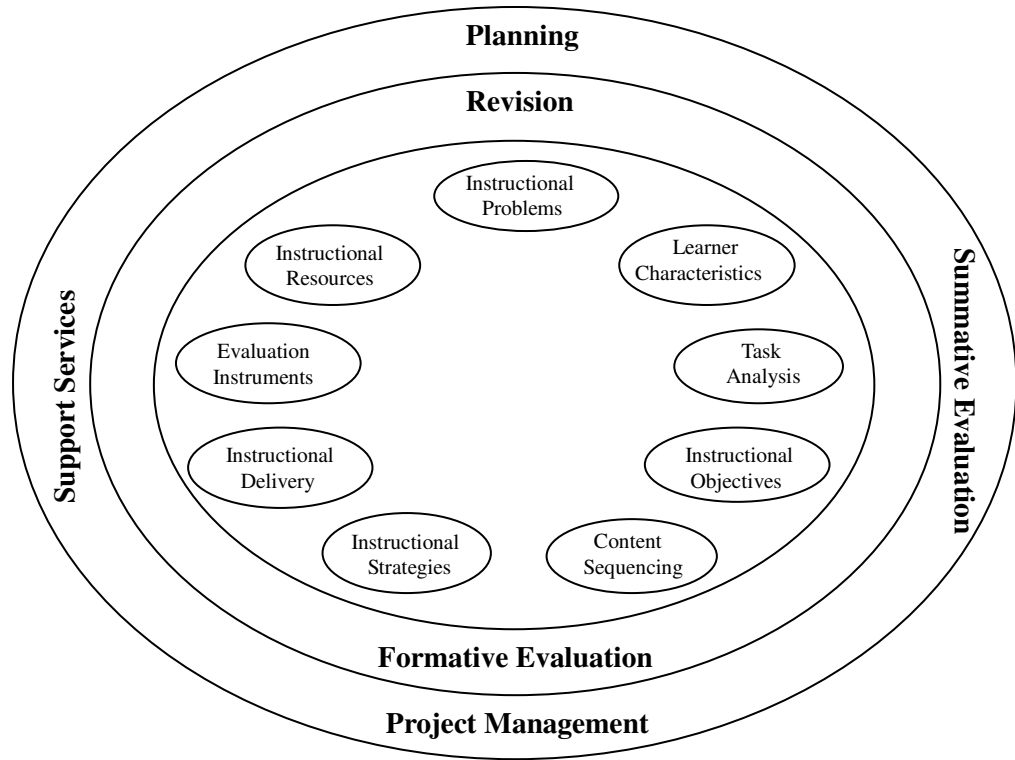 Planning
Revision
Instructional
Problems
Learner
Characteristics
Instructional
Resources
Support Services
Summative Evaluation
Evaluation
Instruments
Task
Analysis
Instructional
Delivery
Instructional
Objectives
Instructional
Strategies
Content
Sequencing
Formative Evaluation
Project Management